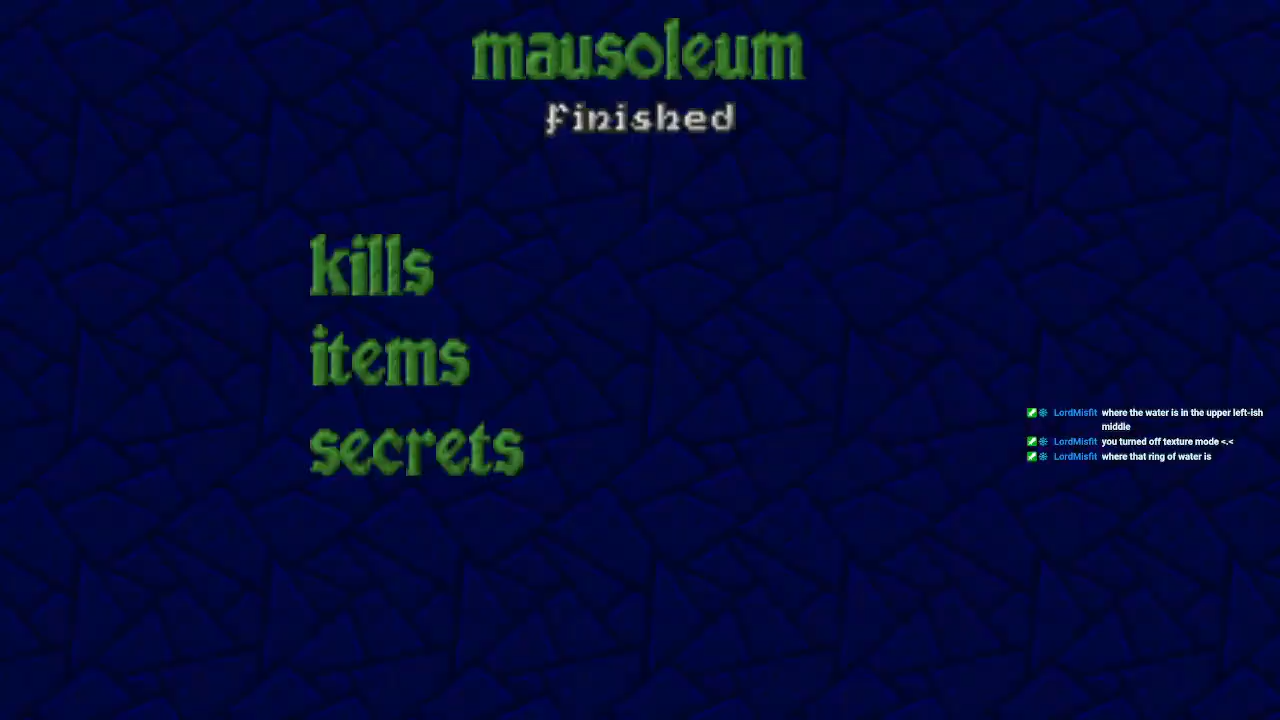 mausoleum
finished
kills
items
secrets
LordMisfit where the water is in the upper left-ish
middle
LordMisfit you turned off texture mode <.<
LordMisfit where that ring of water is